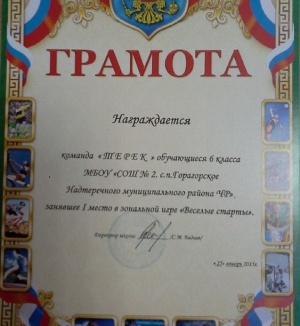 ГРАМОТА
Награждается
команда «ТЕРЕК» обучающиеся 6 класса
МБОУ «СОШ № 2. с.п.Горагорское
Надтеречного муниципального района ЧР»
занявшее I место в зональной игре «Веселые старты».
Директор школы